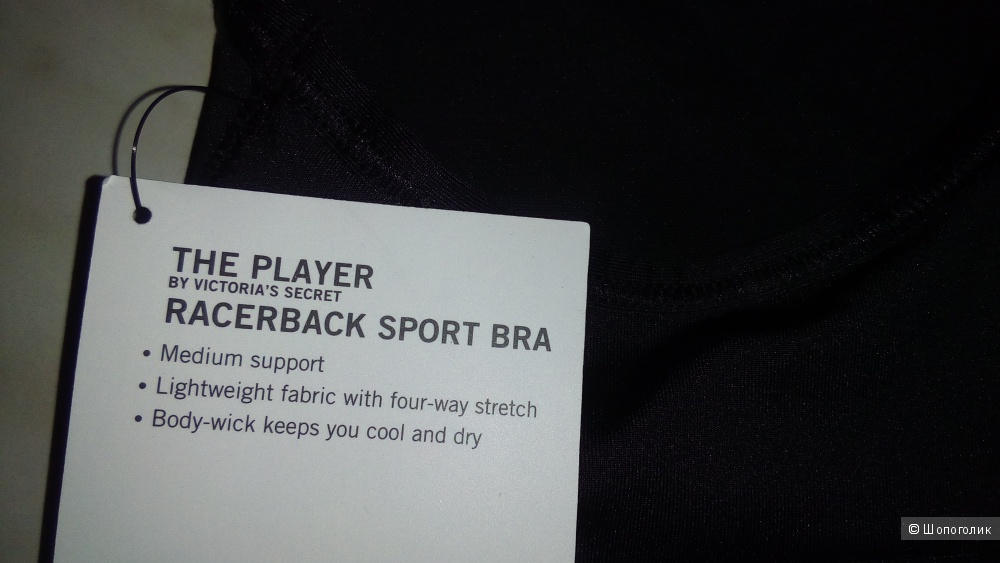 THE PLAYER
BY VICTORIA'S SECRET
RACERBACK SPORT BRA
• Medium support
• Lightweight fabric with four-way stretch
• Body-wick keeps you cool and dry
© Шопоголик